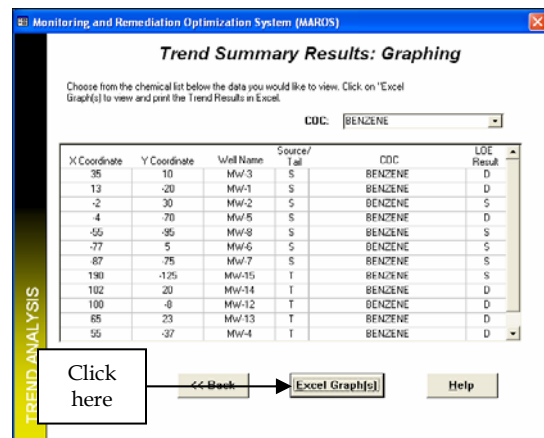 Monitoring and Remediation Optimization System (MAROS)
Trend Summary Results: Graphing
Choose from the chemical list below the data you would like to view. Click on "Excel
Graph(s) to view and print the Trend Results in Excel.
COC: BENZENE
X Coordinate Y Coordinate Well Name Source/ Tail COC LOE Result
35 10 MW-3 S BENZENE D
13 -20 MW-1 S BENZENE D
-2 30 MW-2 S BENZENE S
-4 -70 MW-5 S BENZENE D
-55 -95 MW-8 S BENZENE D
-77 5 MW-6 S BENZENE S
-87 -75 MW-7 S BENZENE S
190 -125 MW-15 T BENZENE S
102 20 MW-14 T BENZENE D
100 -8 MW-12 T BENZENE D
65 23 MW-13 T BENZENE D
55 -37 MW-4 T BENZENE D
TREND ANALYSIS
Click
here
<< Back Excel Graph(s) Help